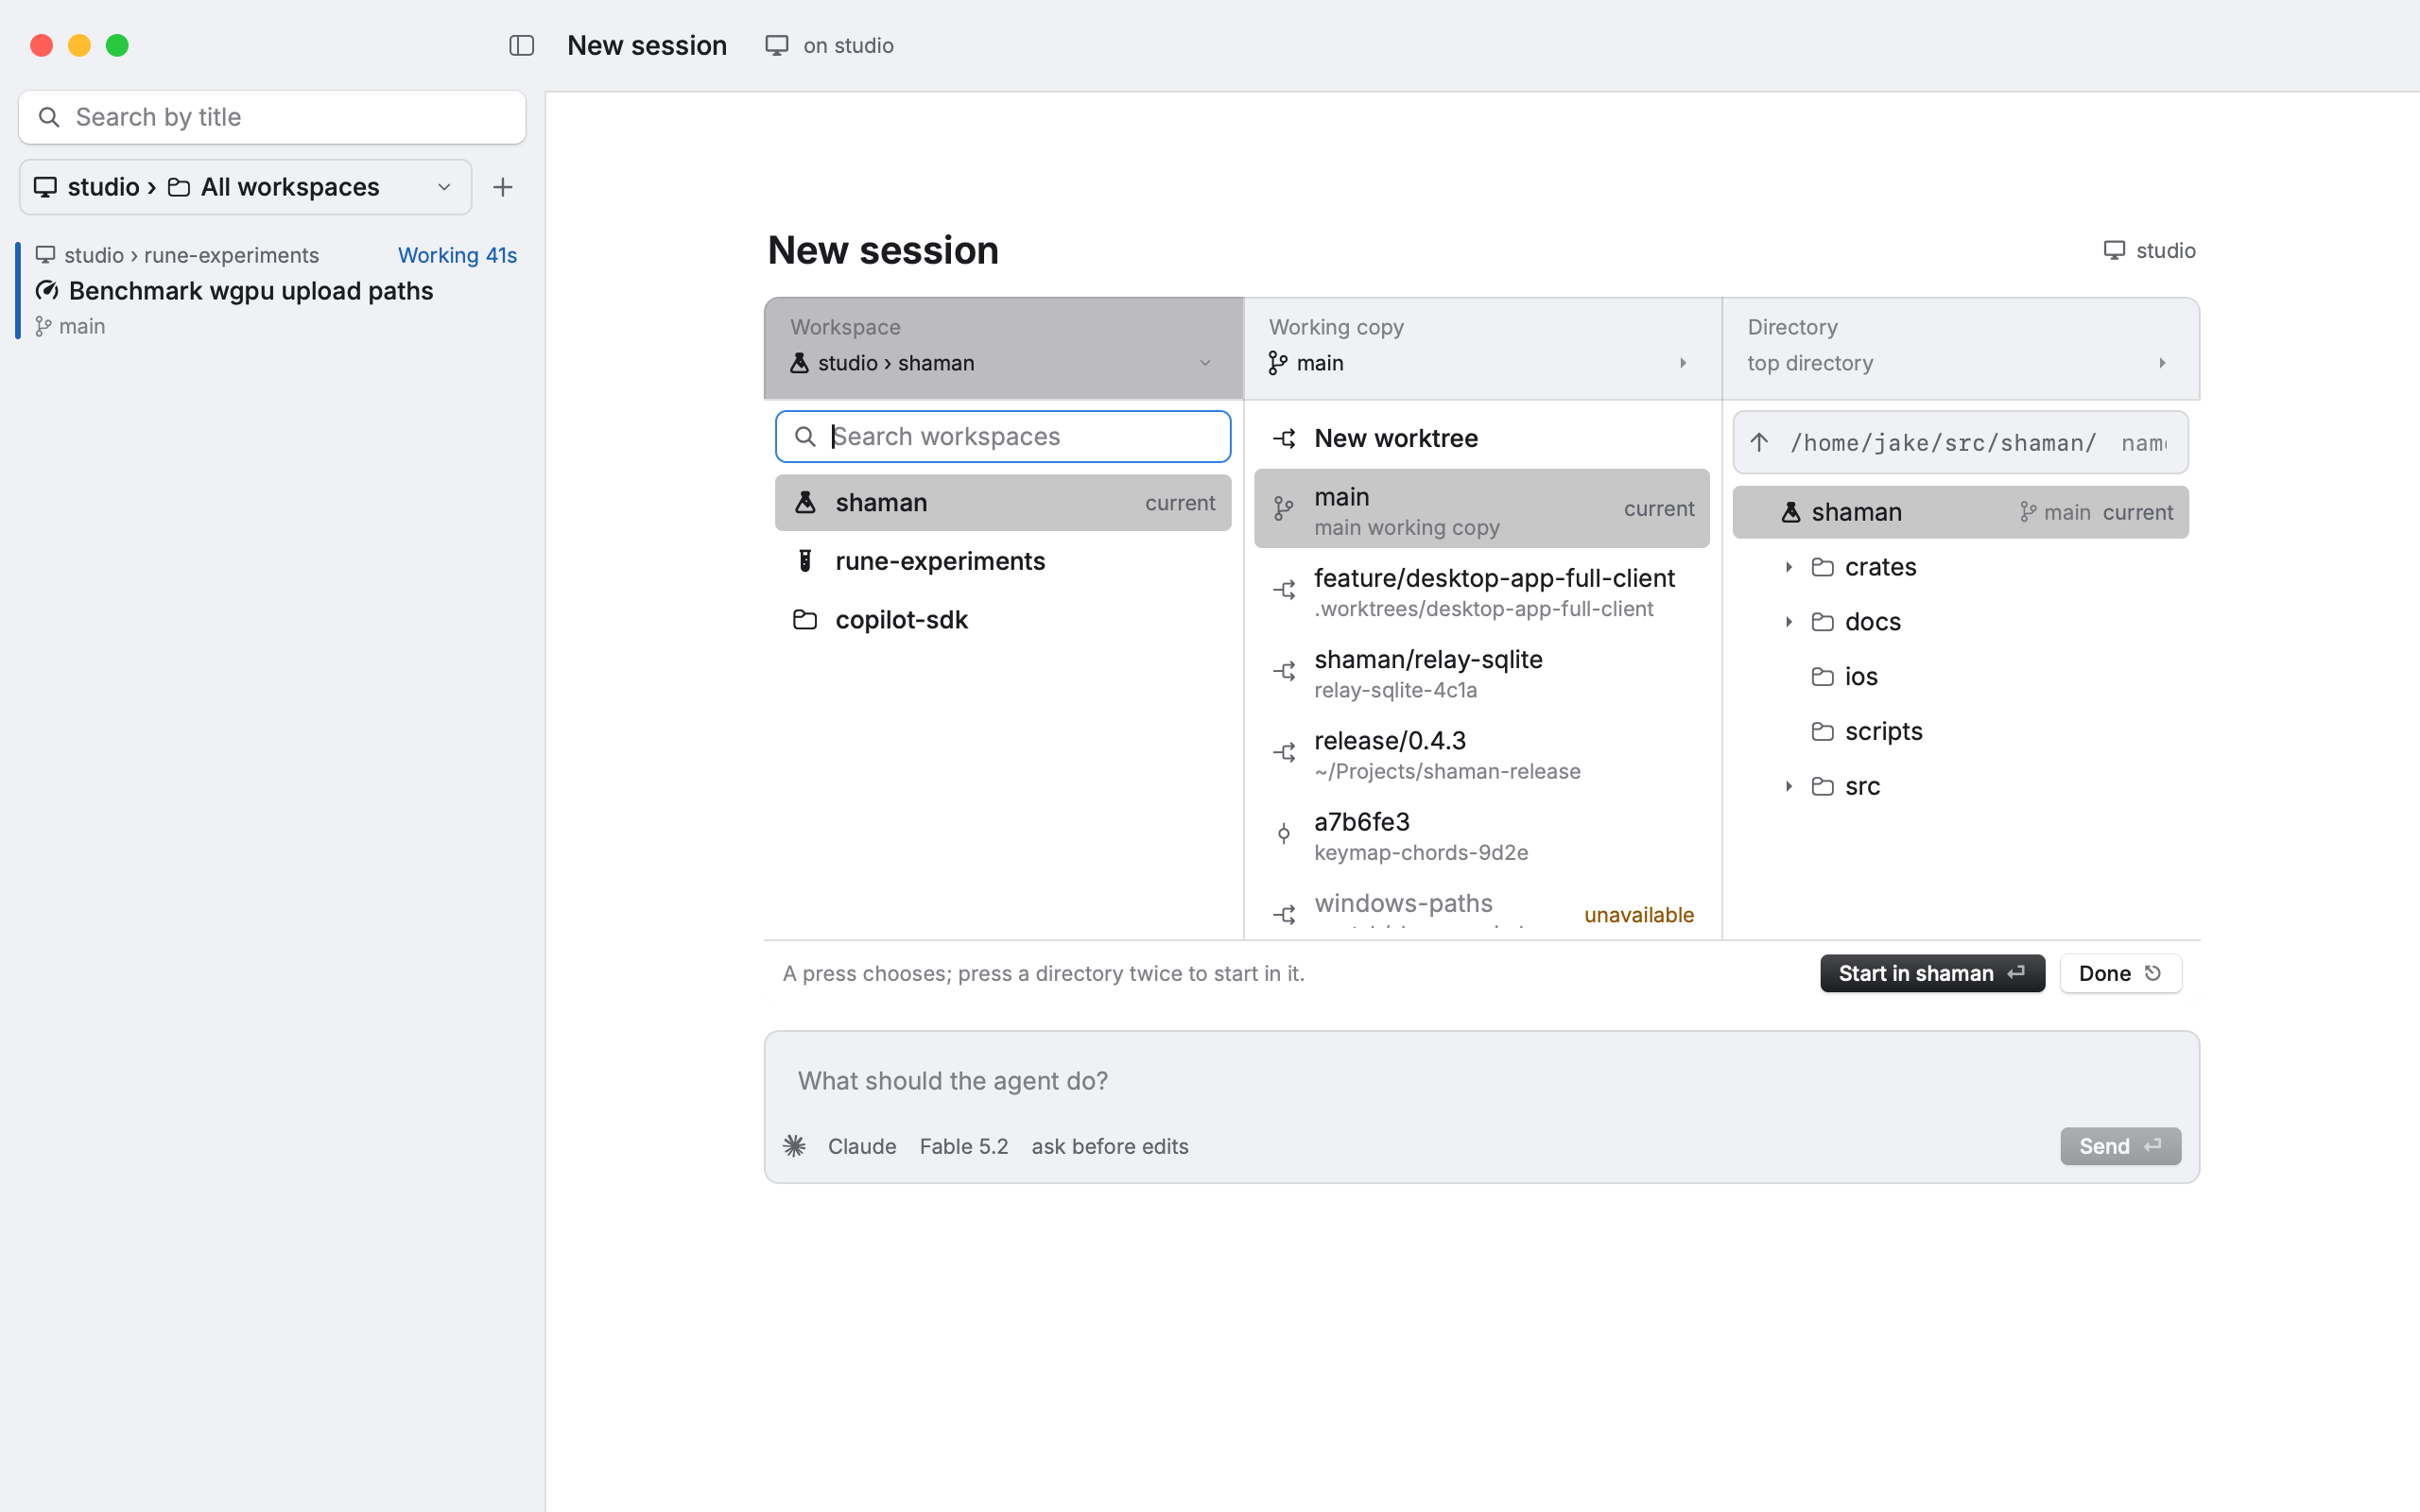 New session
on studio
Search by title
studio › All workspaces
studio › rune-experiments
Working 41s
Benchmark wgpu upload paths
main
New session
studio
Workspace
studio › shaman
Working copy
main
Directory
top directory
Search workspaces
shaman
current
rune-experiments
copilot-sdk
New worktree
main
main working copy
current
feature/desktop-app-full-client
.worktrees/desktop-app-full-client
shaman/relay-sqlite
relay-sqlite-4c1a
release/0.4.3
~/Projects/shaman-release
a7b6fe3
keymap-chords-9d2e
windows-paths
unavailable
/home/jake/src/shaman/
shaman
main current
crates
docs
ios
scripts
src
A press chooses; press a directory twice to start in it.
Start in shaman
Done
What should the agent do?
Claude Fable 5.2 ask before edits
Send